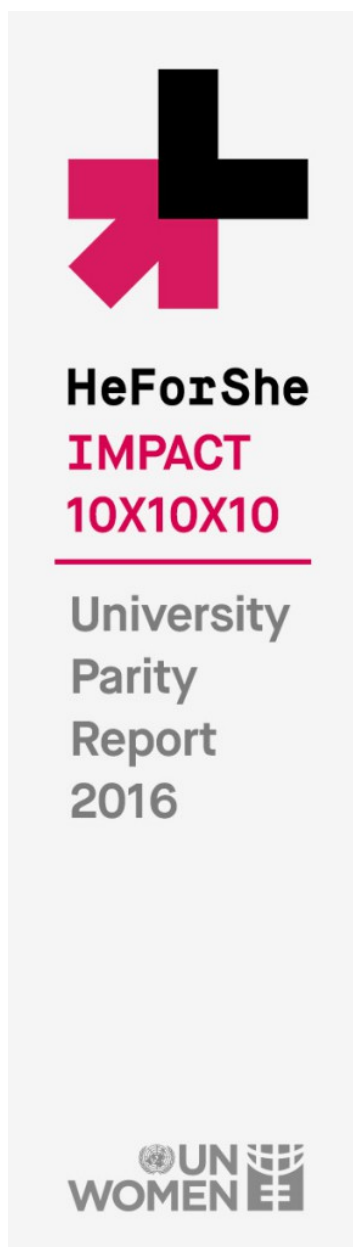 HeForShe
IMPACT
10X10X10
University
Parity
Report
2016
UN
WOMEN